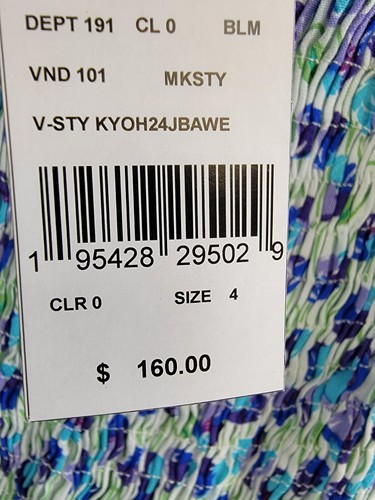 DEPT 191 CL 0 BLM
VND 101 MKSTY
V-STY KYOH24JBAWE
1 95428 29502 9
CLR 0 SIZE 4
$ 160.00